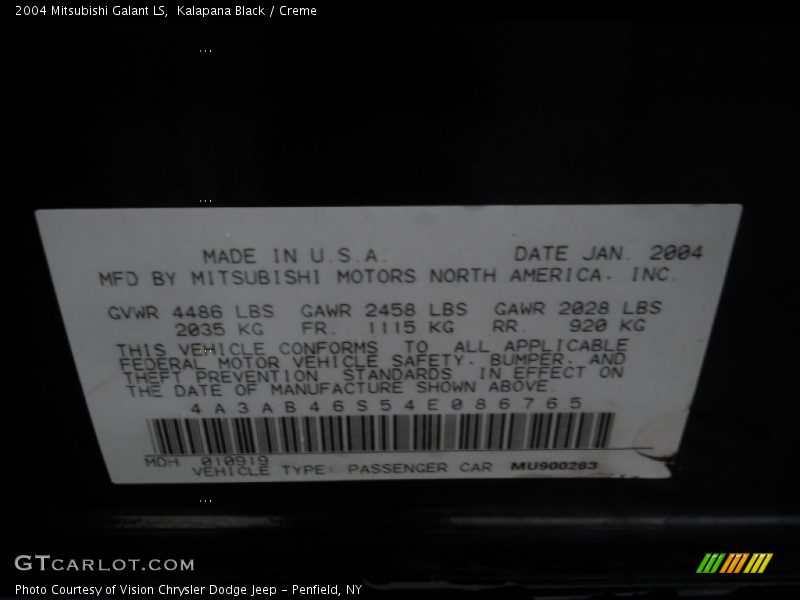 2004 Mitsubishi Galant LS,  Kalapana Black / Creme
MADE IN U.S.A.   DATE JAN. 2004
MFD BY MITSUBISHI MOTORS NORTH AMERICA. INC.
GVWR 4486 LBS   GAWR 2458 LBS   GAWR 2028 LBS
2035 KG   FR.   1115 KG   RR.   920 KG
THIS VEHICLE CONFORMS TO ALL APPLICABLE
FEDERAL MOTOR VEHICLE SAFETY. BUMPER. AND
THEFT PREVENTION STANDARDS IN EFFECT ON
THE DATE OF MANUFACTURE SHOWN ABOVE.
4A3AB46S54E086765
MDH 010919
VEHICLE TYPE: PASSENGER CAR MU900283
GTCARLOT.COM
Photo Courtesy of Vision Chrysler Dodge Jeep - Penfield, NY